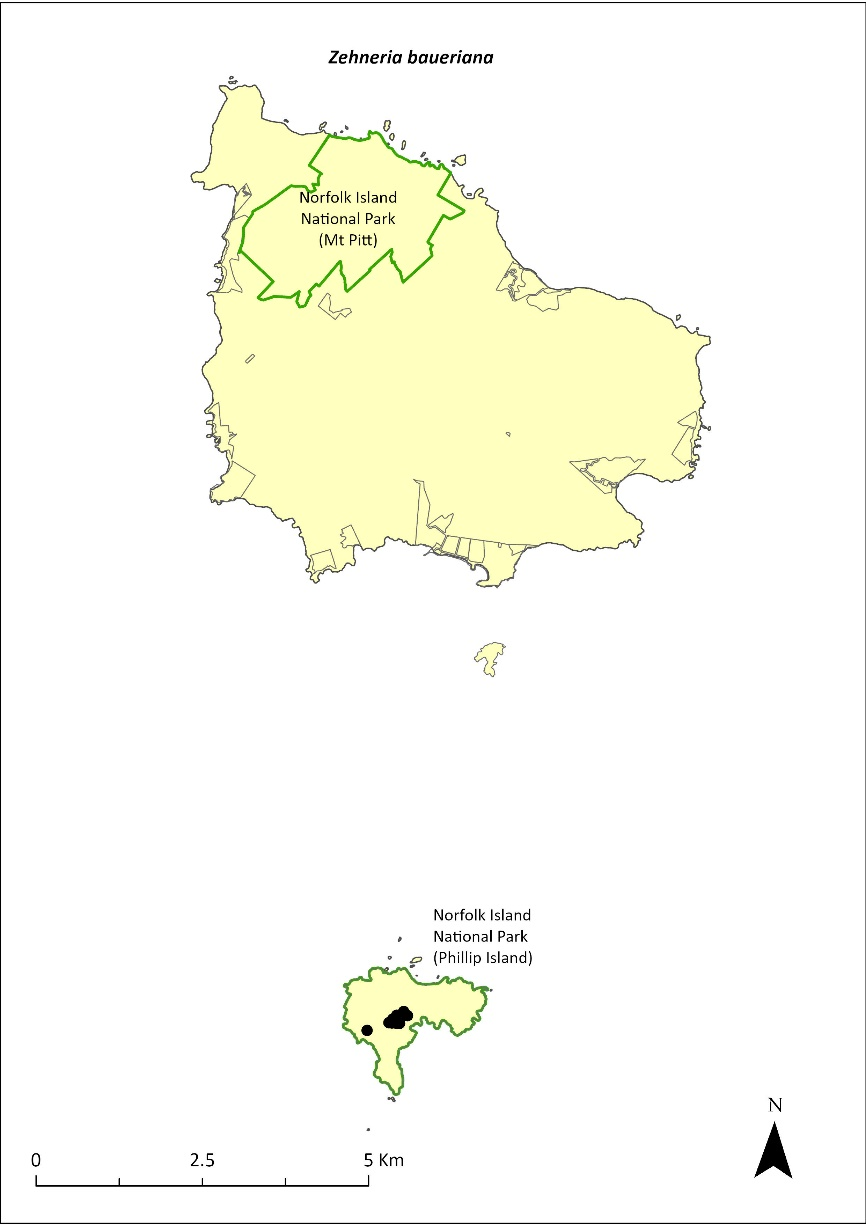 Zehneria baueriana
Norfolk Island
National Park
(Mt Pitt)
Norfolk Island
National Park
(Phillip Island)
N
0 2.5 5 Km